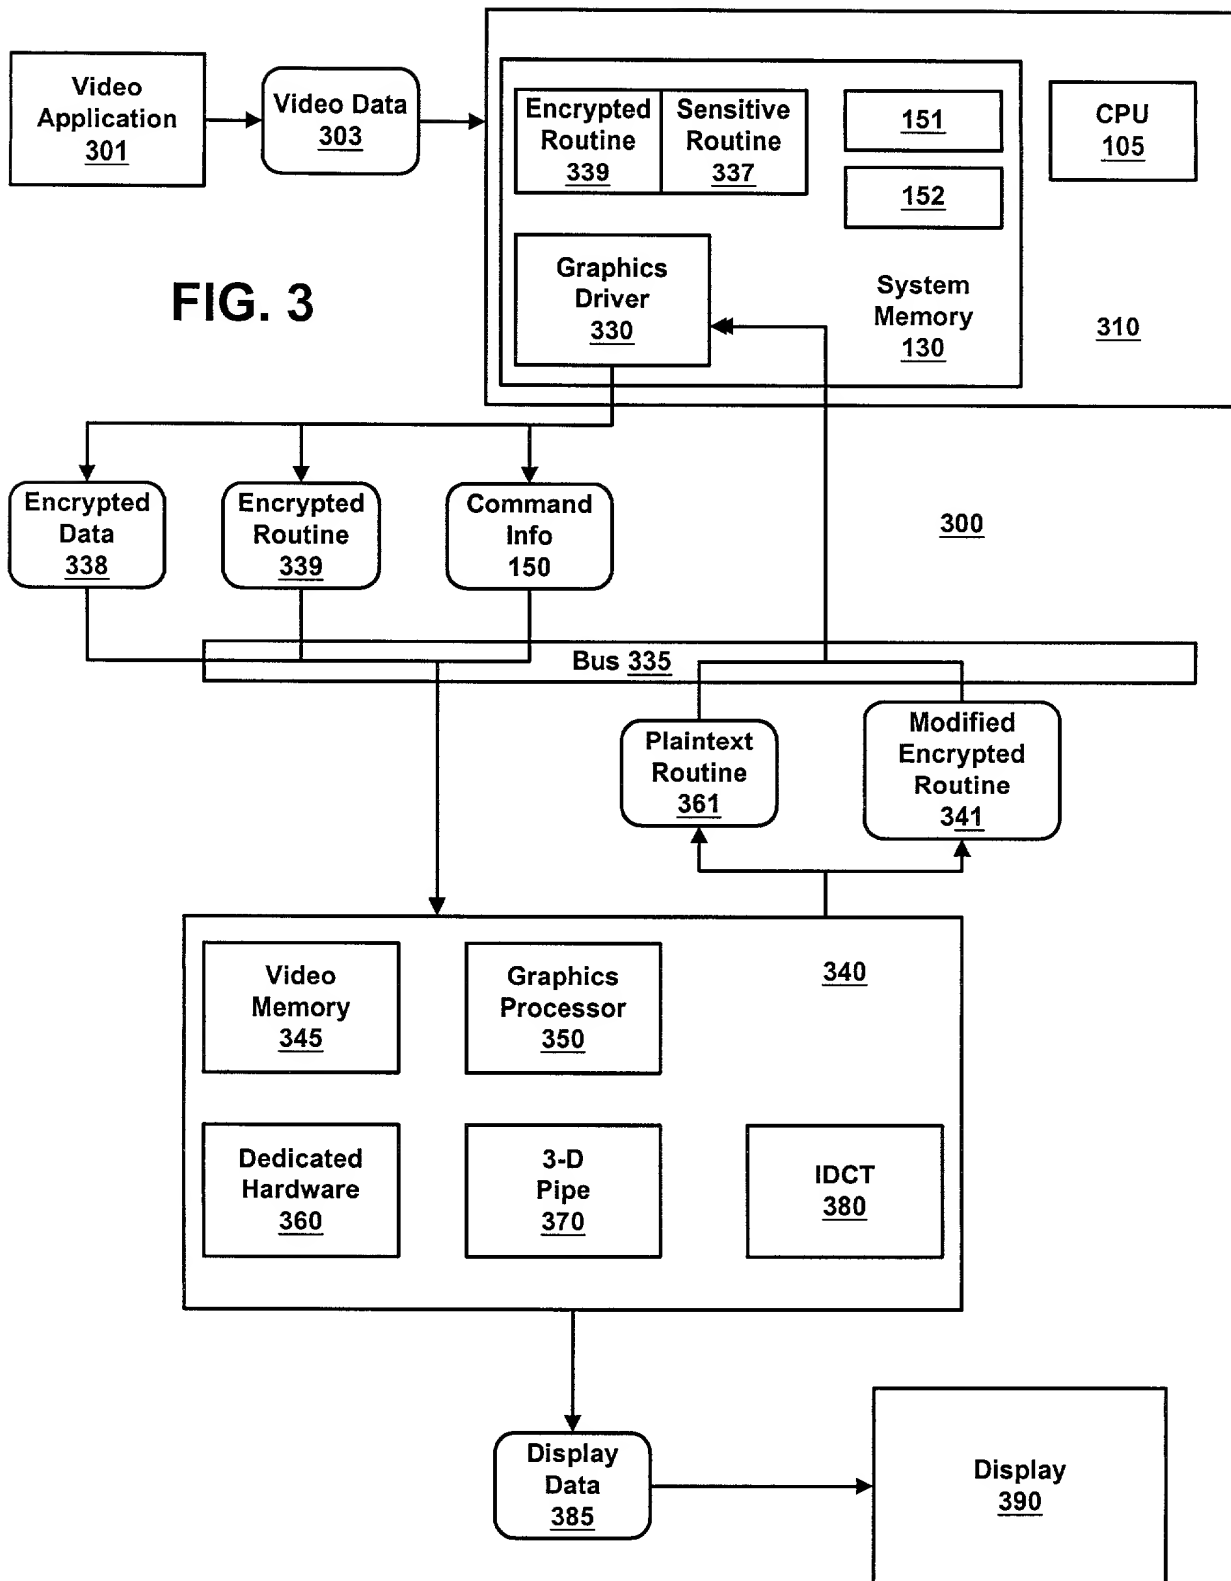 Video
Application
301
Video Data
303
Encrypted
Routine
339
Sensitive
Routine
337
151
152
CPU
105
Graphics
Driver
330
System
Memory
130
310
FIG. 3
Encrypted
Data
338
Encrypted
Routine
339
Command
Info
150
300
Bus 335
Plaintext
Routine
361
Modified
Encrypted
Routine
341
Video
Memory
345
Graphics
Processor
350
340
Dedicated
Hardware
360
3-D
Pipe
370
IDCT
380
Display
Data
385
Display
390